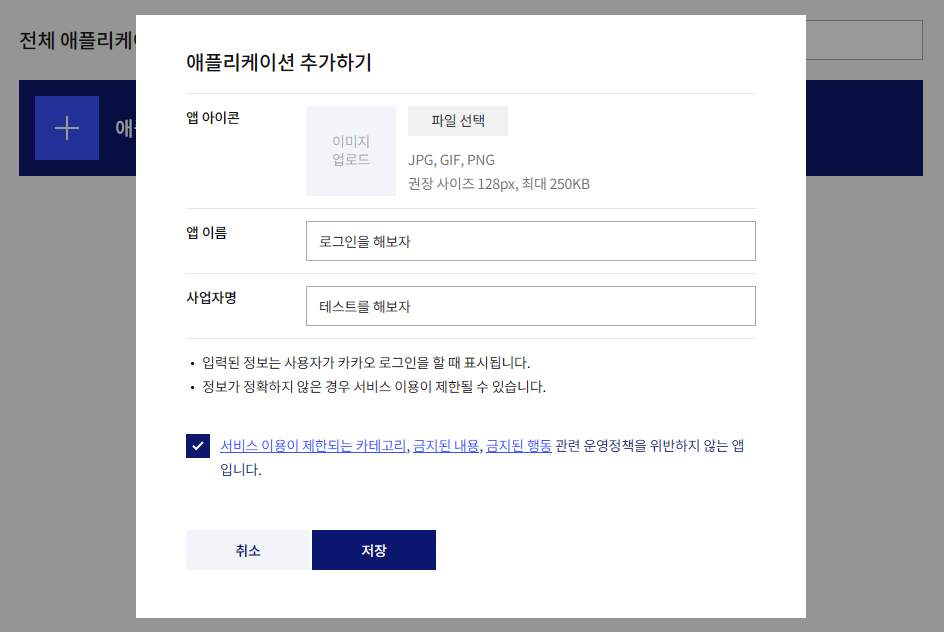 전체 애플리케
애
애플리케이션 추가하기
앱 아이콘
이미지
업로드
파일 선택
JPG, GIF, PNG
권장 사이즈 128px, 최대 250KB
앱 이름
로그인을 해보자
사업자명
테스트를 해보자
• 입력된 정보는 사용자가 카카오 로그인을 할 때 표시됩니다.
• 정보가 정확하지 않은 경우 서비스 이용이 제한될 수 있습니다.
서비스 이용이 제한되는 카테고리, 금지된 내용, 금지된 행동 관련 운영정책을 위반하지 않는 앱
입니다.
취소
저장